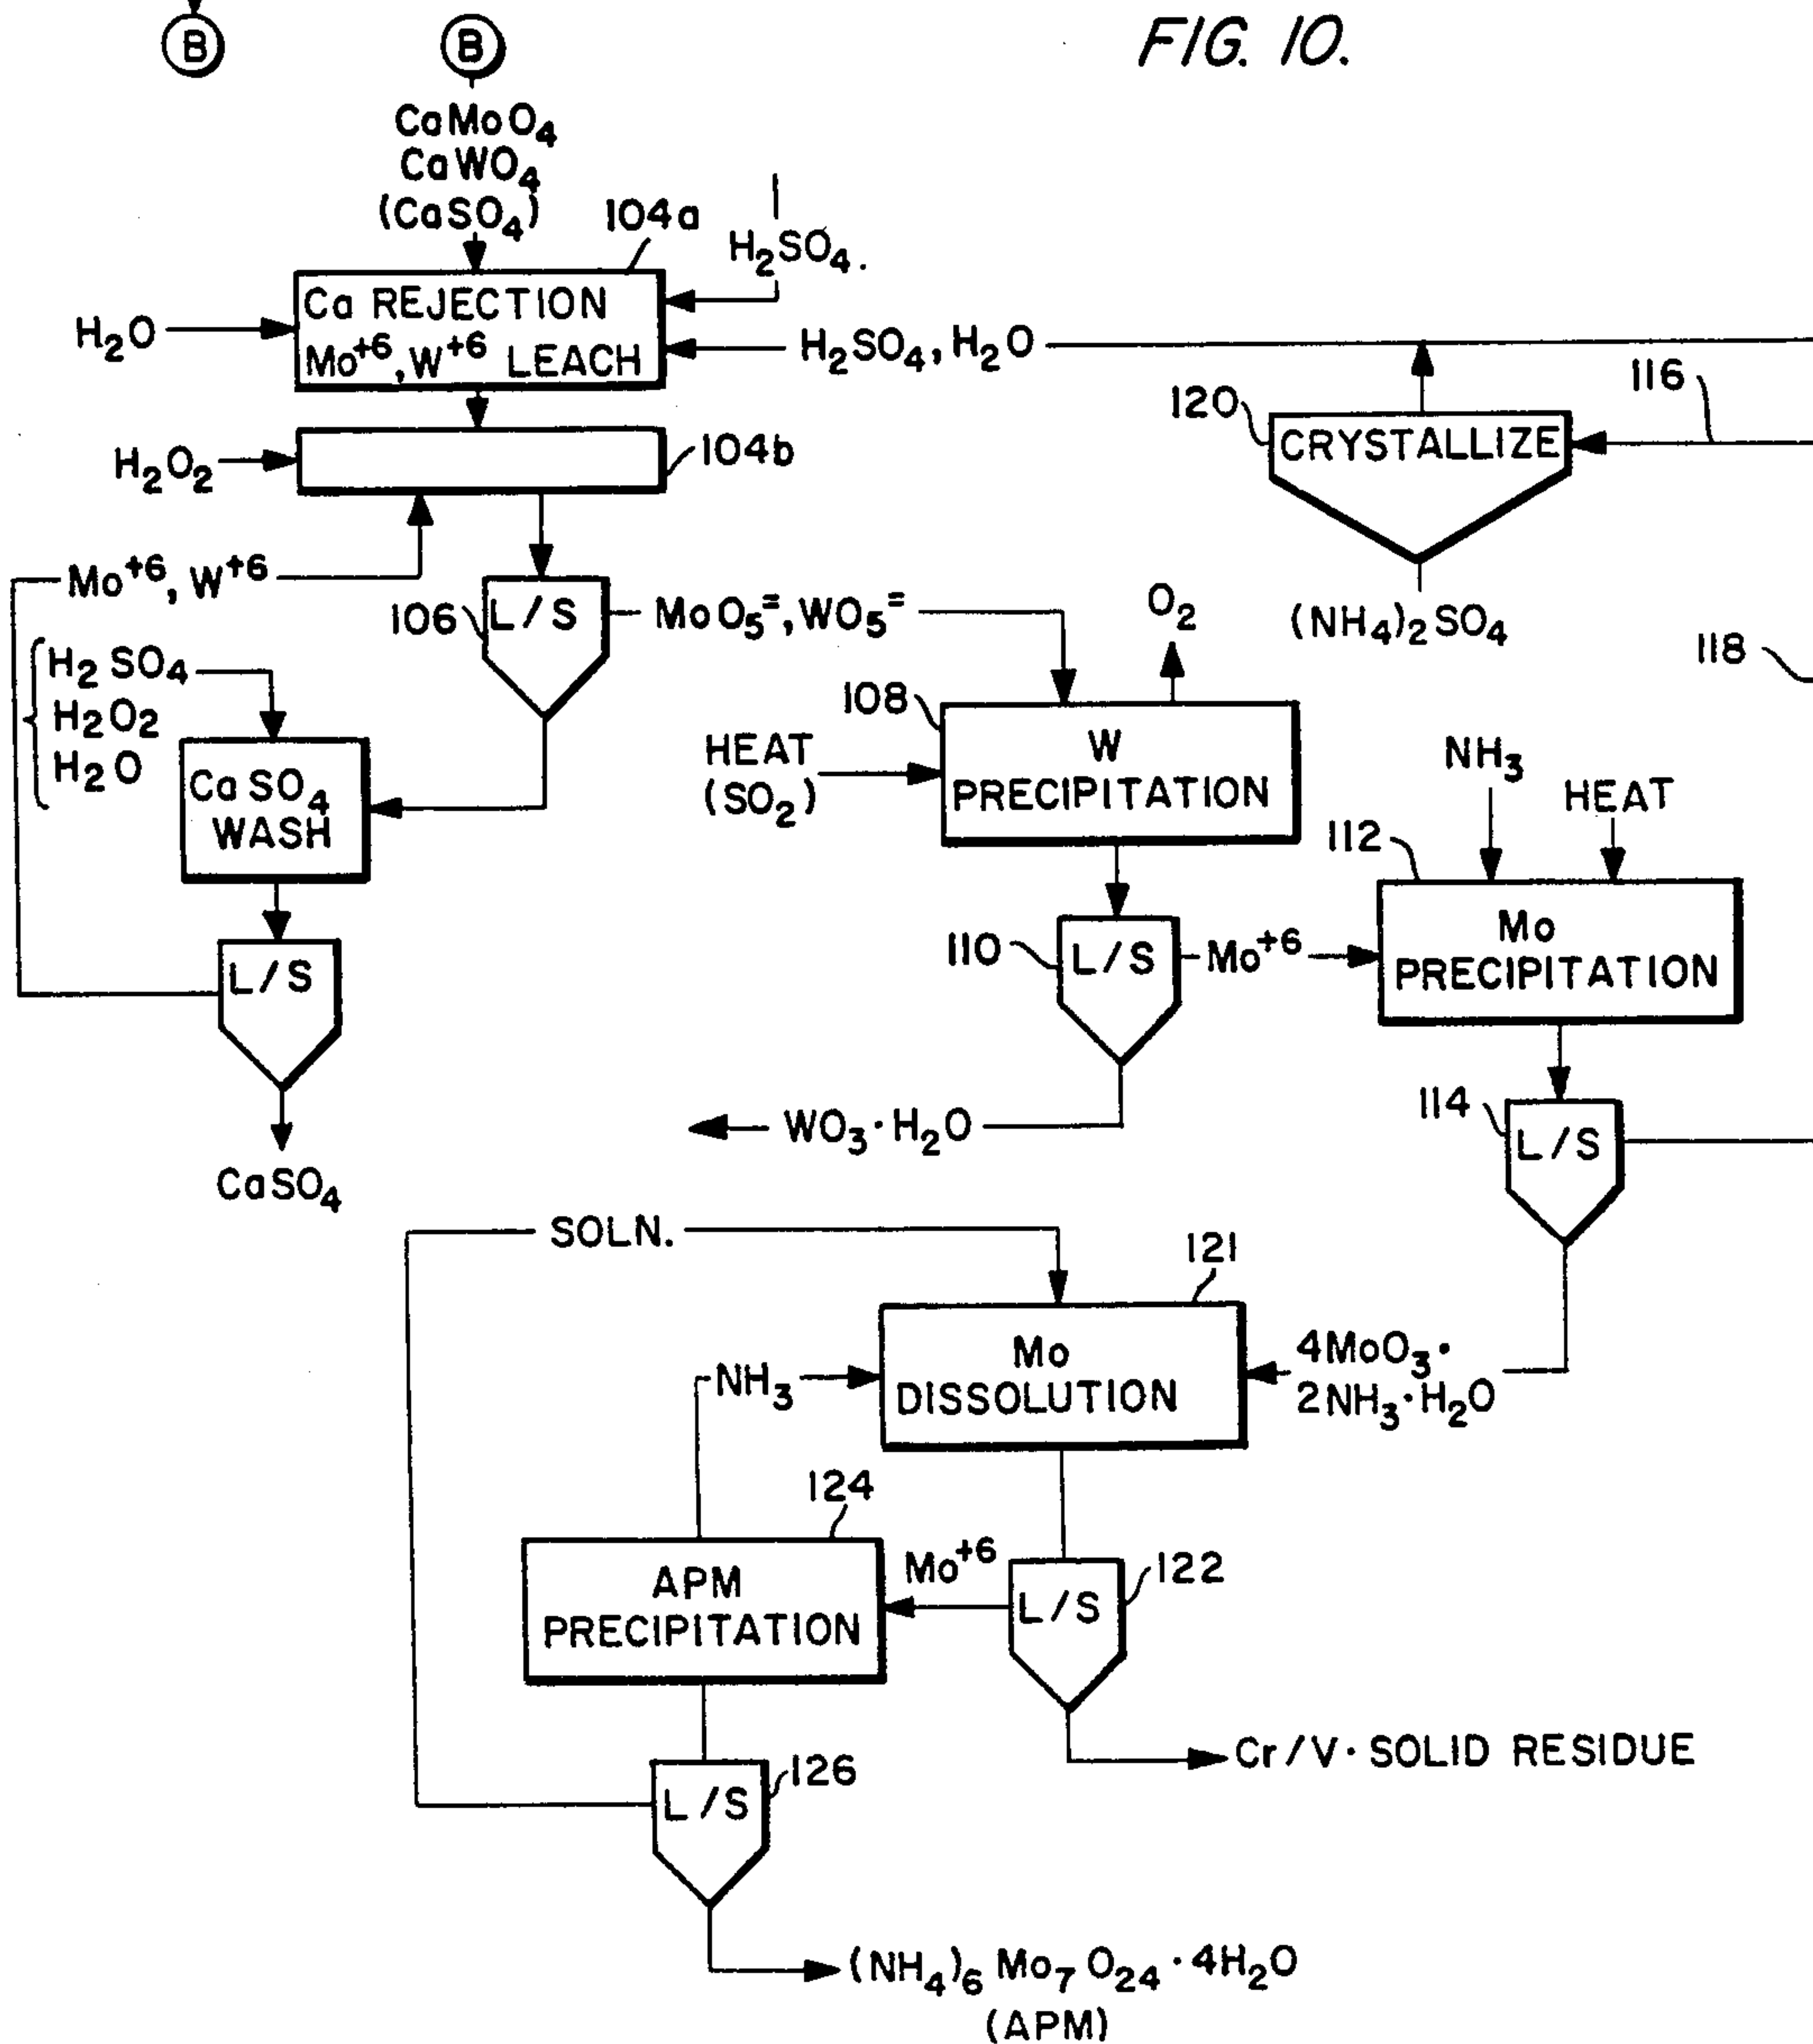 FIG. 10.
B
B
CaMoO4
CaWO4
(CaSO4)
104a
H2SO4.
H2O
Ca REJECTION
Mo+6, W+6 LEACH
H2SO4, H2O
116
120
CRYSTALLIZE
104b
H2O2
Mo+6, W+6
106
L/S
MoO5=, WO5=
O2
(NH4)2SO4
118
H2SO4
H2O2
H2O
CaSO4
WASH
108
HEAT
(SO2)
W
PRECIPITATION
NH3
HEAT
112
Mo
PRECIPITATION
L/S
110
L/S
Mo+6
114
L/S
WO3·H2O
CaSO4
SOLN.
121
Mo
DISSOLUTION
4MoO3·
2NH3·H2O
NH3
124
APM
PRECIPITATION
Mo+6
L/S
122
Cr/V·SOLID RESIDUE
L/S
126
(NH4)6 Mo7 O24·4H2O
(APM)